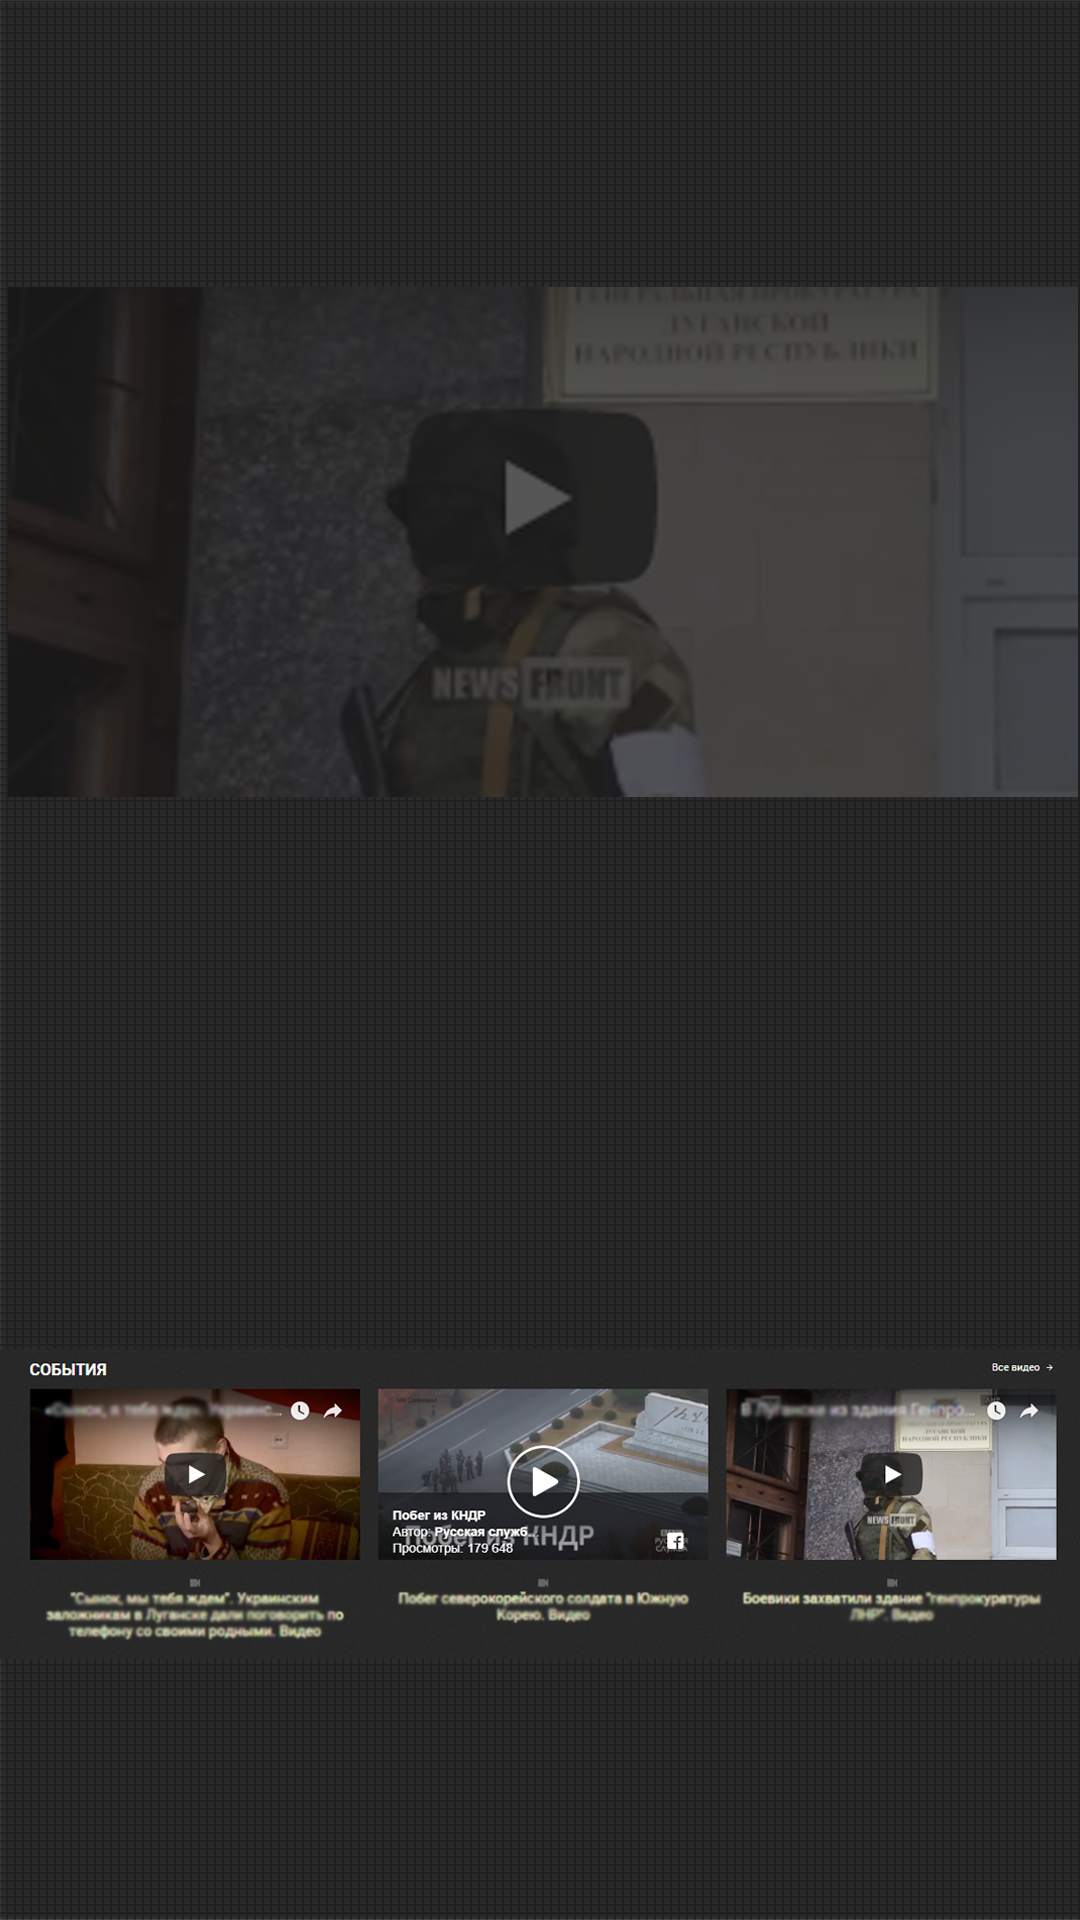 ГЕНЕРАЛЬНАЯ ПРОКУРАТУРА
ЛУГАНСКОЙ
НАРОДНОЙ РЕСПУБЛИКИ
NEWS FRONT
СОБЫТИЯ
Все видео →
«Сынок, я тебя жду». Украинс...
Побег из КНДР
Автор: Русская служб...
Просмотры: 179 648
Побег из КНДР
В Луганске из здания Генпро...
ЛУГАНСКОЙ
НАРОДНОЙ РЕСПУБЛИКИ
NEWS FRONT
"Сынок, мы тебя ждем". Украинским
заложникам в Луганске дали поговорить по
телефону со своими родными. Видео
Побег северокорейского солдата в Южную
Корею. Видео
Боевики захватили здание "генпрокуратуры
ЛНР". Видео